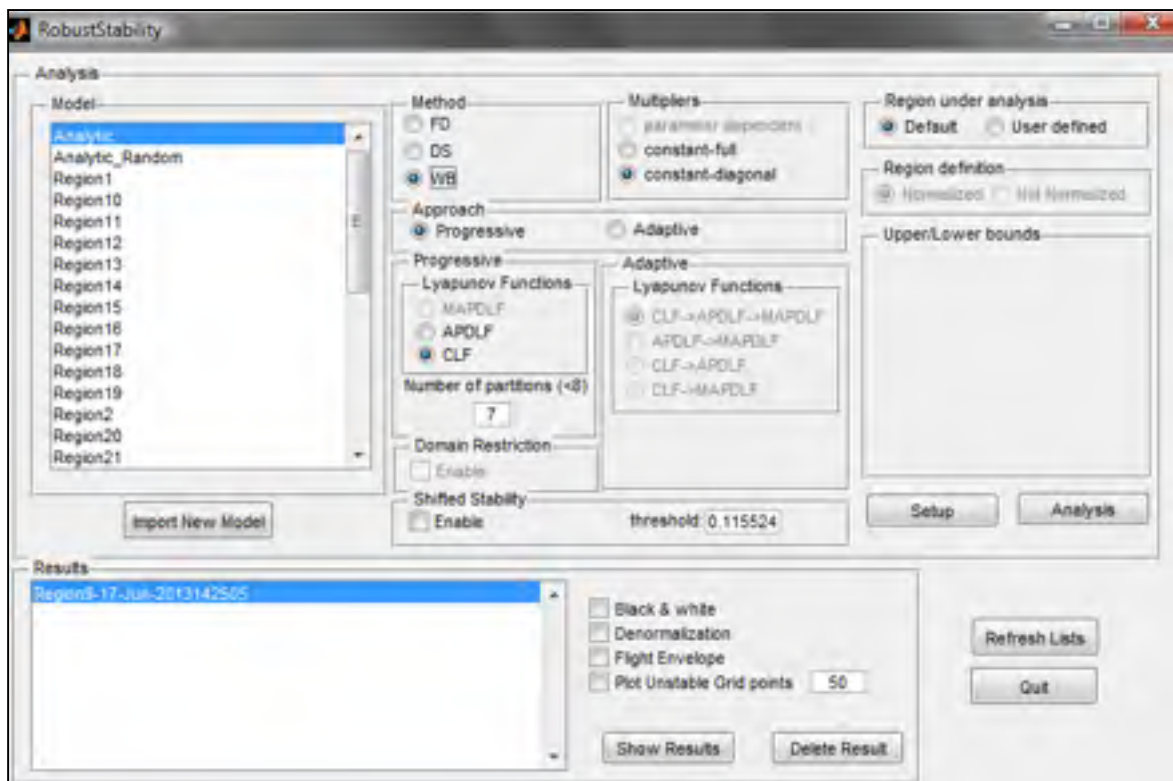 RobustStability
Analysis
Model
Analytic
Analytic_Random
Region1
Region10
Region11
Region12
Region13
Region14
Region15
Region16
Region17
Region18
Region19
Region2
Region20
Region21
Import New Model
Method
FD
DS
WB
Multipliers
parameter dependent
constant-full
constant-diagonal
Approach
Progressive
Adaptive
Progressive
Lyapunov Functions
MAPDLF
APDLF
CLF
Number of partitions (<8)
7
Adaptive
Lyapunov Functions
CLF->APDLF->MAPDLF
APDLF->MAPDLF
CLF->APDLF
CLF->MAPDLF
Domain Restriction
Enable
Shifted Stability
Enable
threshold 0.115524
Region under analysis
Default
User defined
Region definition
Normalized
Not Normalized
Upper/Lower bounds
Setup
Analysis
Results
Region9-17-Jun-2013142505
Black & white
Denormalization
Flight Envelope
Plot Unstable Grid points 50
Show Results
Delete Result
Refresh Lists
Quit